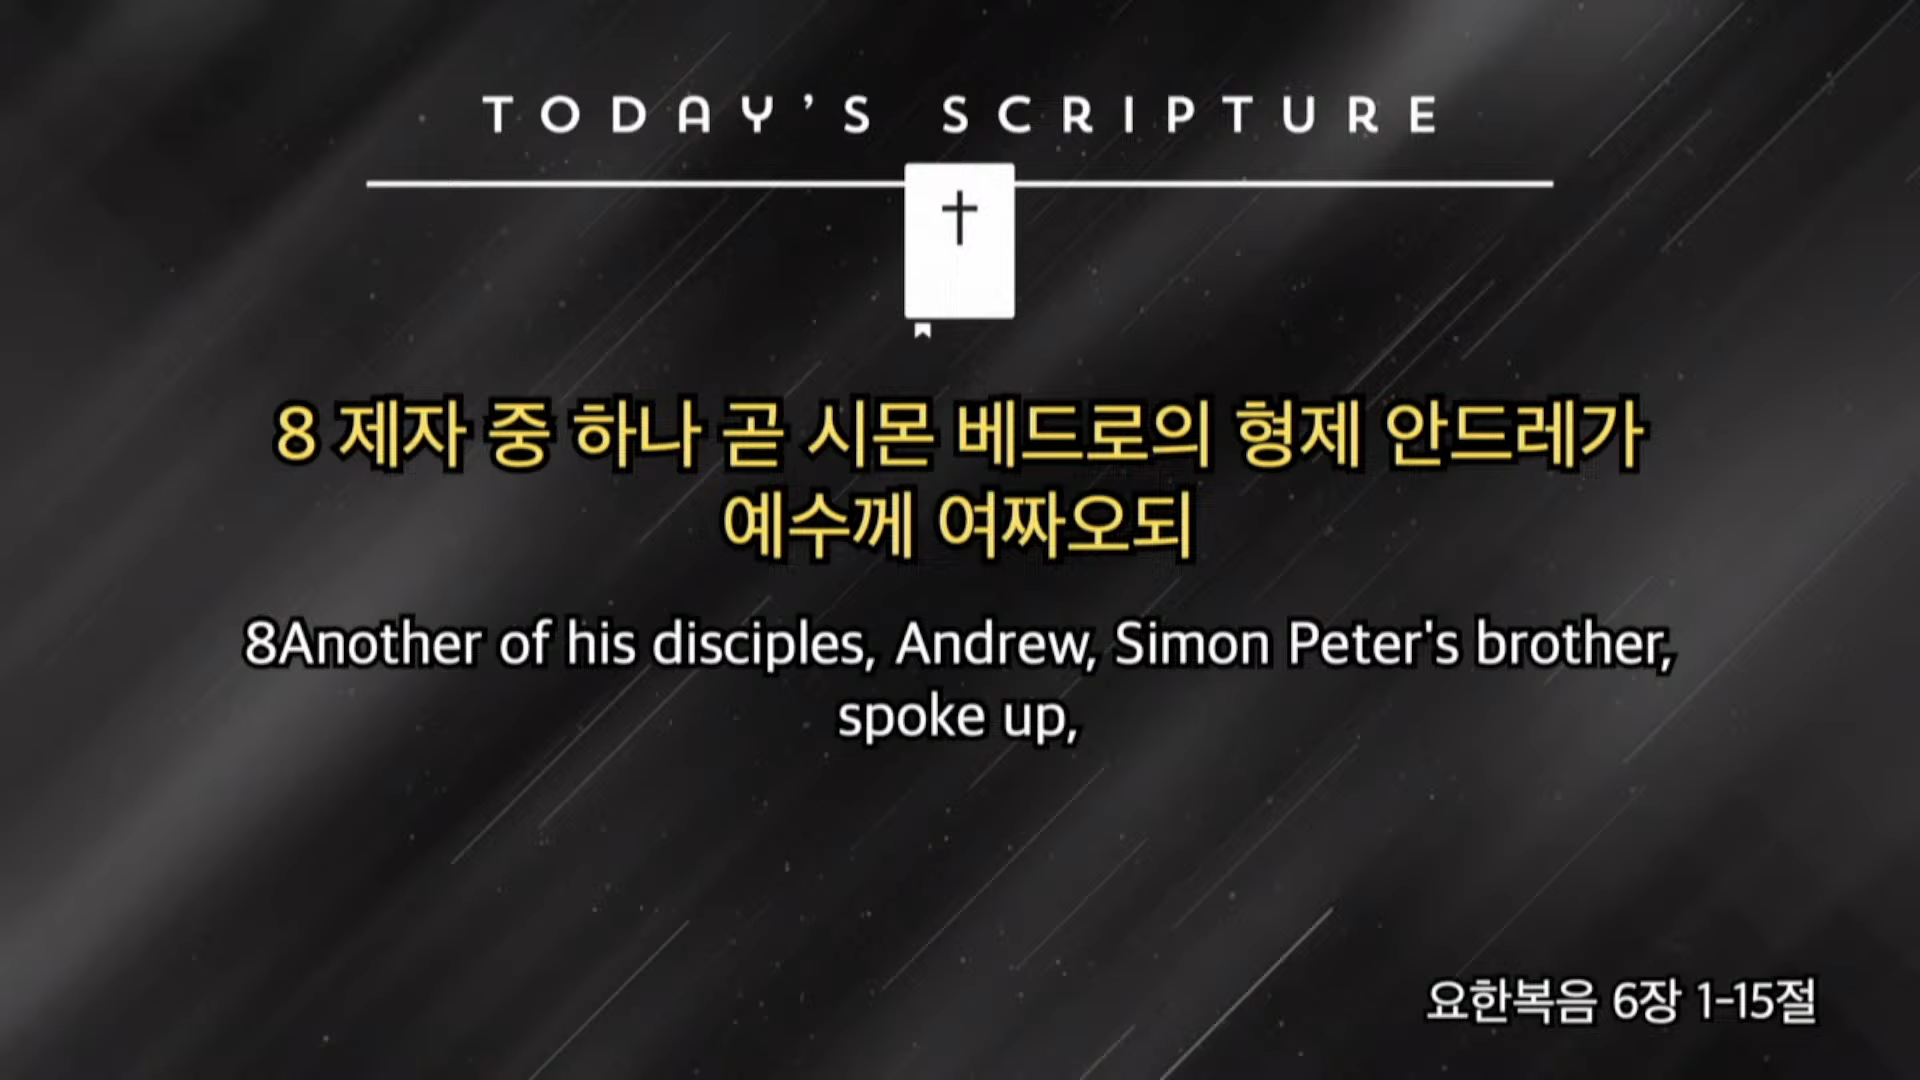 TODAY'S SCRIPTURE
8 제자 중 하나 곧 시몬 베드로의 형제 안드레가
예수께 여짜오되
8Another of his disciples, Andrew, Simon Peter's brother,
spoke up,
요한복음 6장 1-15절